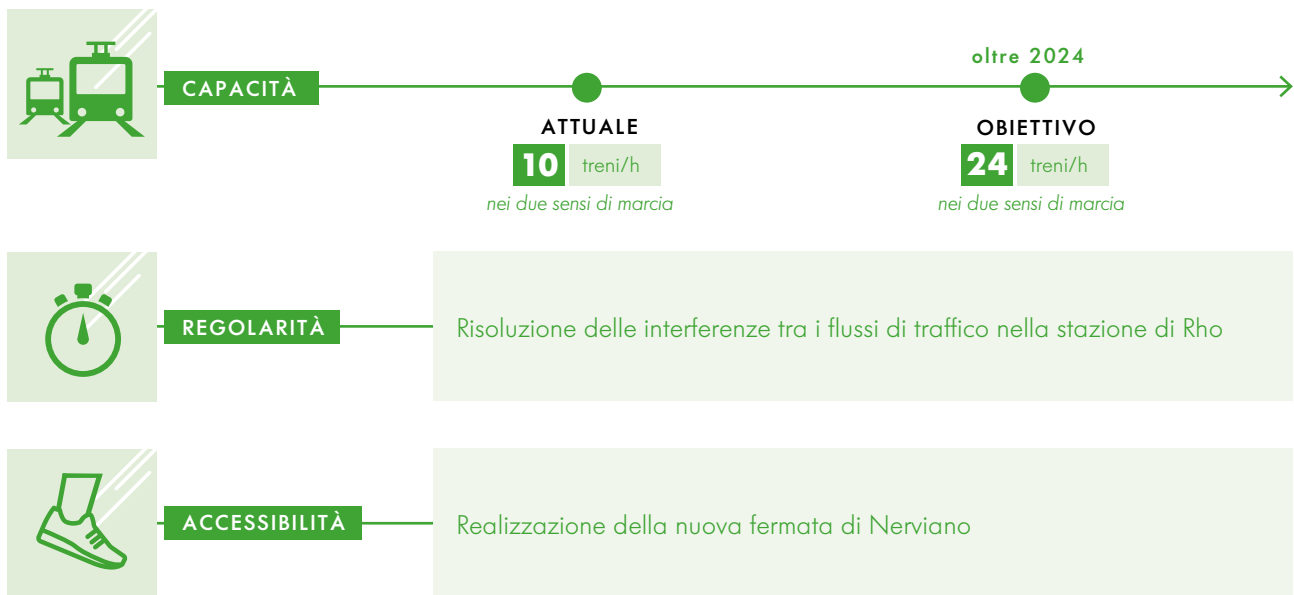 CAPACITÀ
oltre 2024
ATTUALE
10 treni/h
nei due sensi di marcia
OBIETTIVO
24 treni/h
nei due sensi di marcia
REGOLARITÀ
Risoluzione delle interferenze tra i flussi di traffico nella stazione di Rho
ACCESSIBILITÀ
Realizzazione della nuova fermata di Nerviano